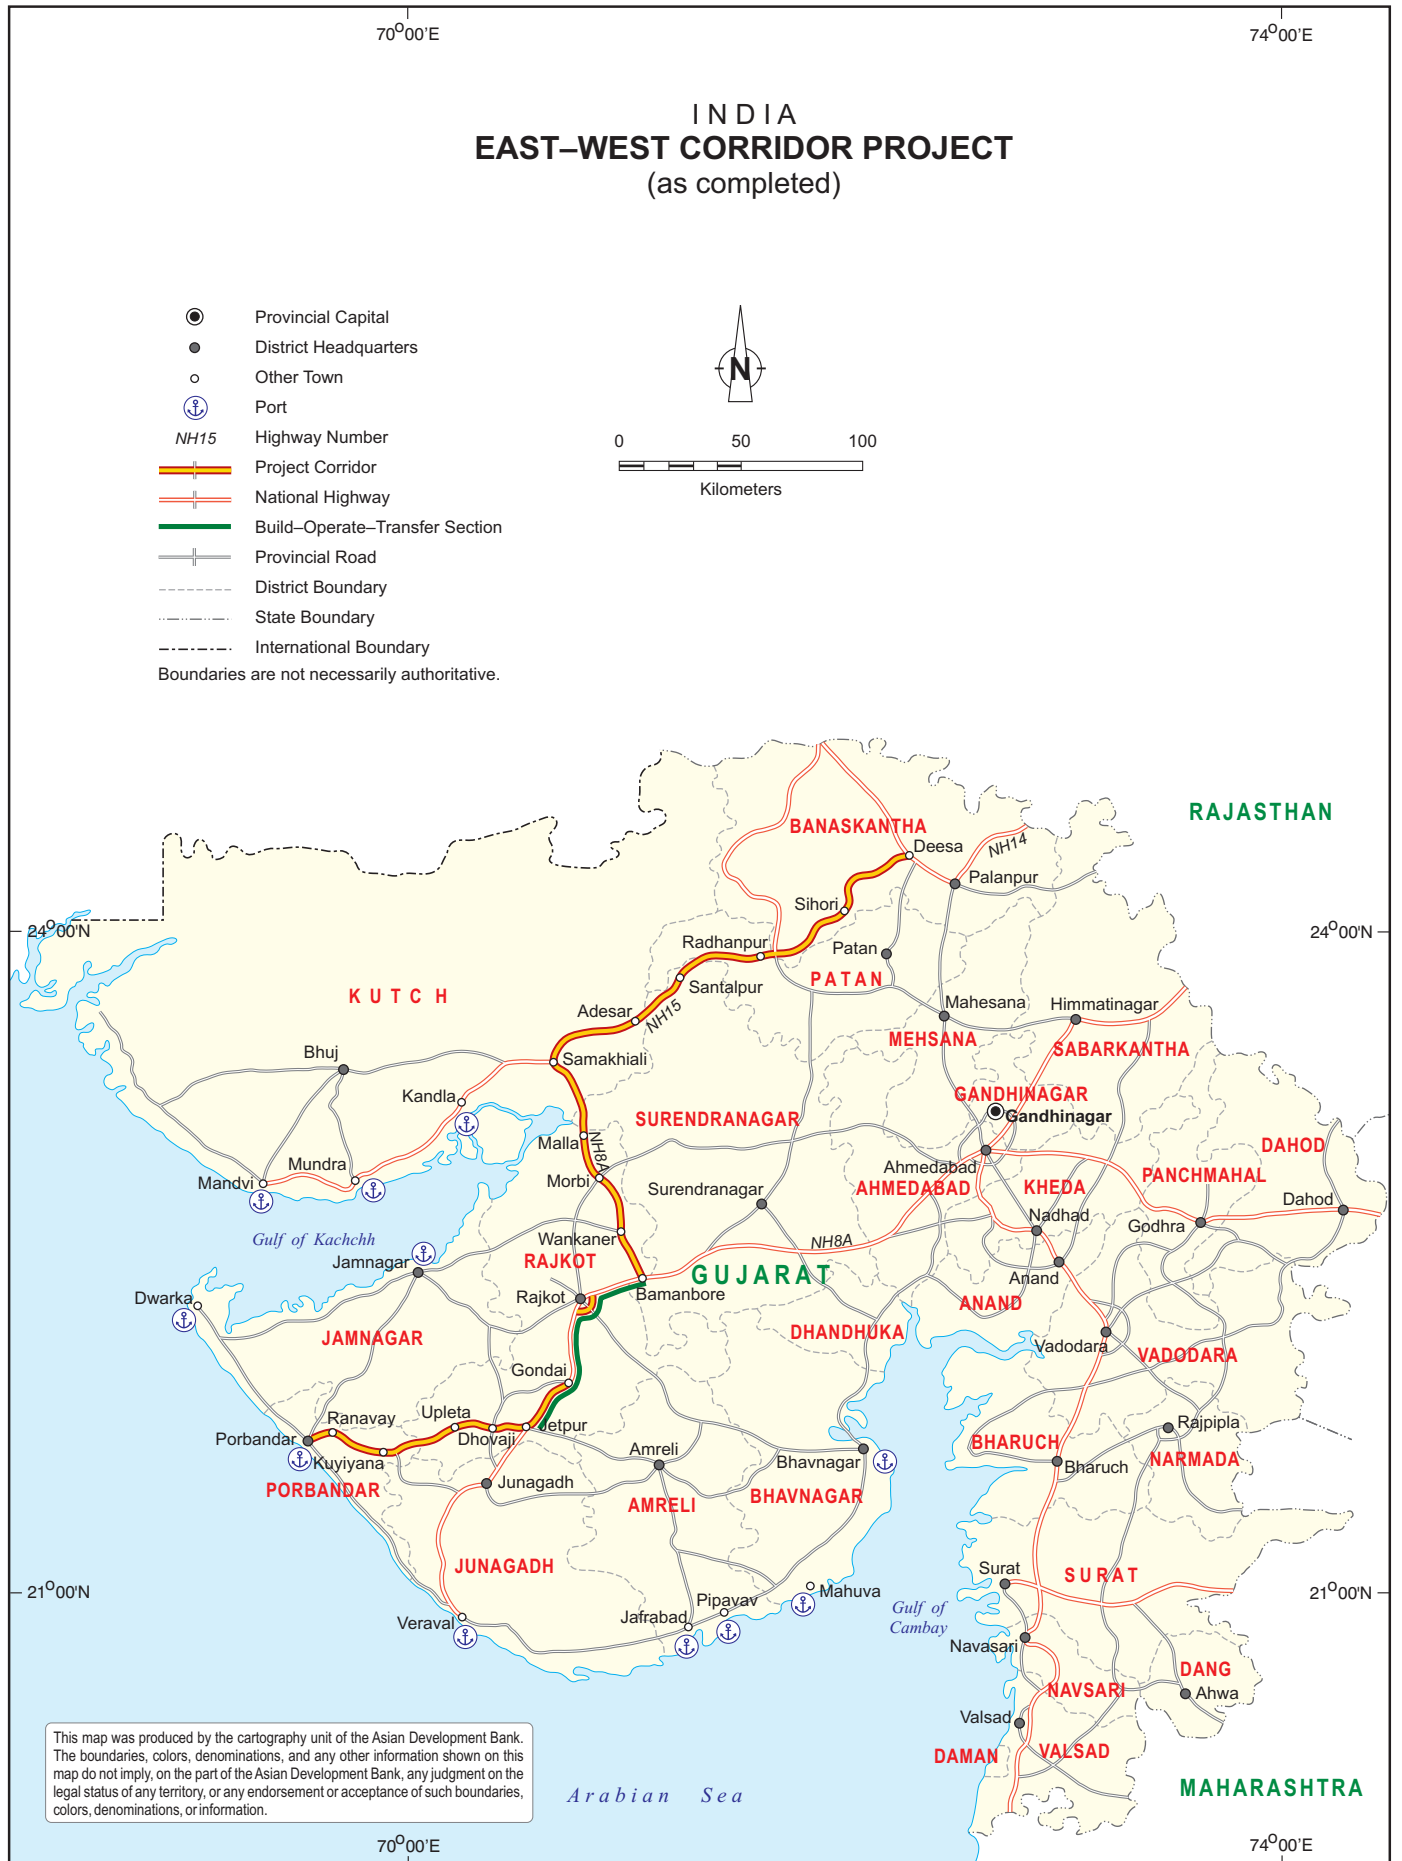 70°00'E
74°00'E
INDIA
EAST–WEST CORRIDOR PROJECT
(as completed)
Provincial Capital
District Headquarters
Other Town
Port
NH15 Highway Number
Project Corridor
National Highway
Build–Operate–Transfer Section
Provincial Road
District Boundary
State Boundary
International Boundary
Boundaries are not necessarily authoritative.
N
0 50 100
Kilometers
RAJASTHAN
BANASKANTHA
Deesa
NH14
Palanpur
Sihori
24°00'N
24°00'N
Radhanpur
Patan
PATAN
Santalpur
KUTCH
Adesar
NH15
Mahesana
Himmatinagar
MEHSANA
SABARKANTHA
Bhuj
Samakhiali
Kandla
GANDHINAGAR
Gandhinagar
SURENDRANAGAR
Malla
NH8A
DAHOD
Mundra
Ahmedabad
PANCHMAHAL
Mandvi
Morbi
Surendranagar
AHMEDABAD
KHEDA
Dahod
Nadhad
Godhra
Gulf of Kachchh
Wankaner
NH8A
Jamnagar
RAJKOT
GUJARAT
Anand
Dwarka
Rajkot
Bamanbore
ANAND
JAMNAGAR
DHANDHUKA
Vadodara
VADODARA
Gondai
Ranavay
Upleta
Jetpur
Rajpipla
Porbandar
Dhovaji
Amreli
BHARUCH
Kuyiyana
Bhavnagar
NARMADA
Bharuch
PORBANDAR
Junagadh
AMRELI
BHAVNAGAR
JUNAGADH
Surat
SURAT
21°00'N
21°00'N
Mahuva
Pipavav
Veraval
Jafrabad
Gulf of
Cambay
Navasari
DANG
NAVSARI
Ahwa
Valsad
DAMAN
VALSAD
MAHARASHTRA
Arabian Sea
This map was produced by the cartography unit of the Asian Development Bank.
The boundaries, colors, denominations, and any other information shown on this
map do not imply, on the part of the Asian Development Bank, any judgment on the
legal status of any territory, or any endorsement or acceptance of such boundaries,
colors, denominations, or information.
70°00'E
74°00'E